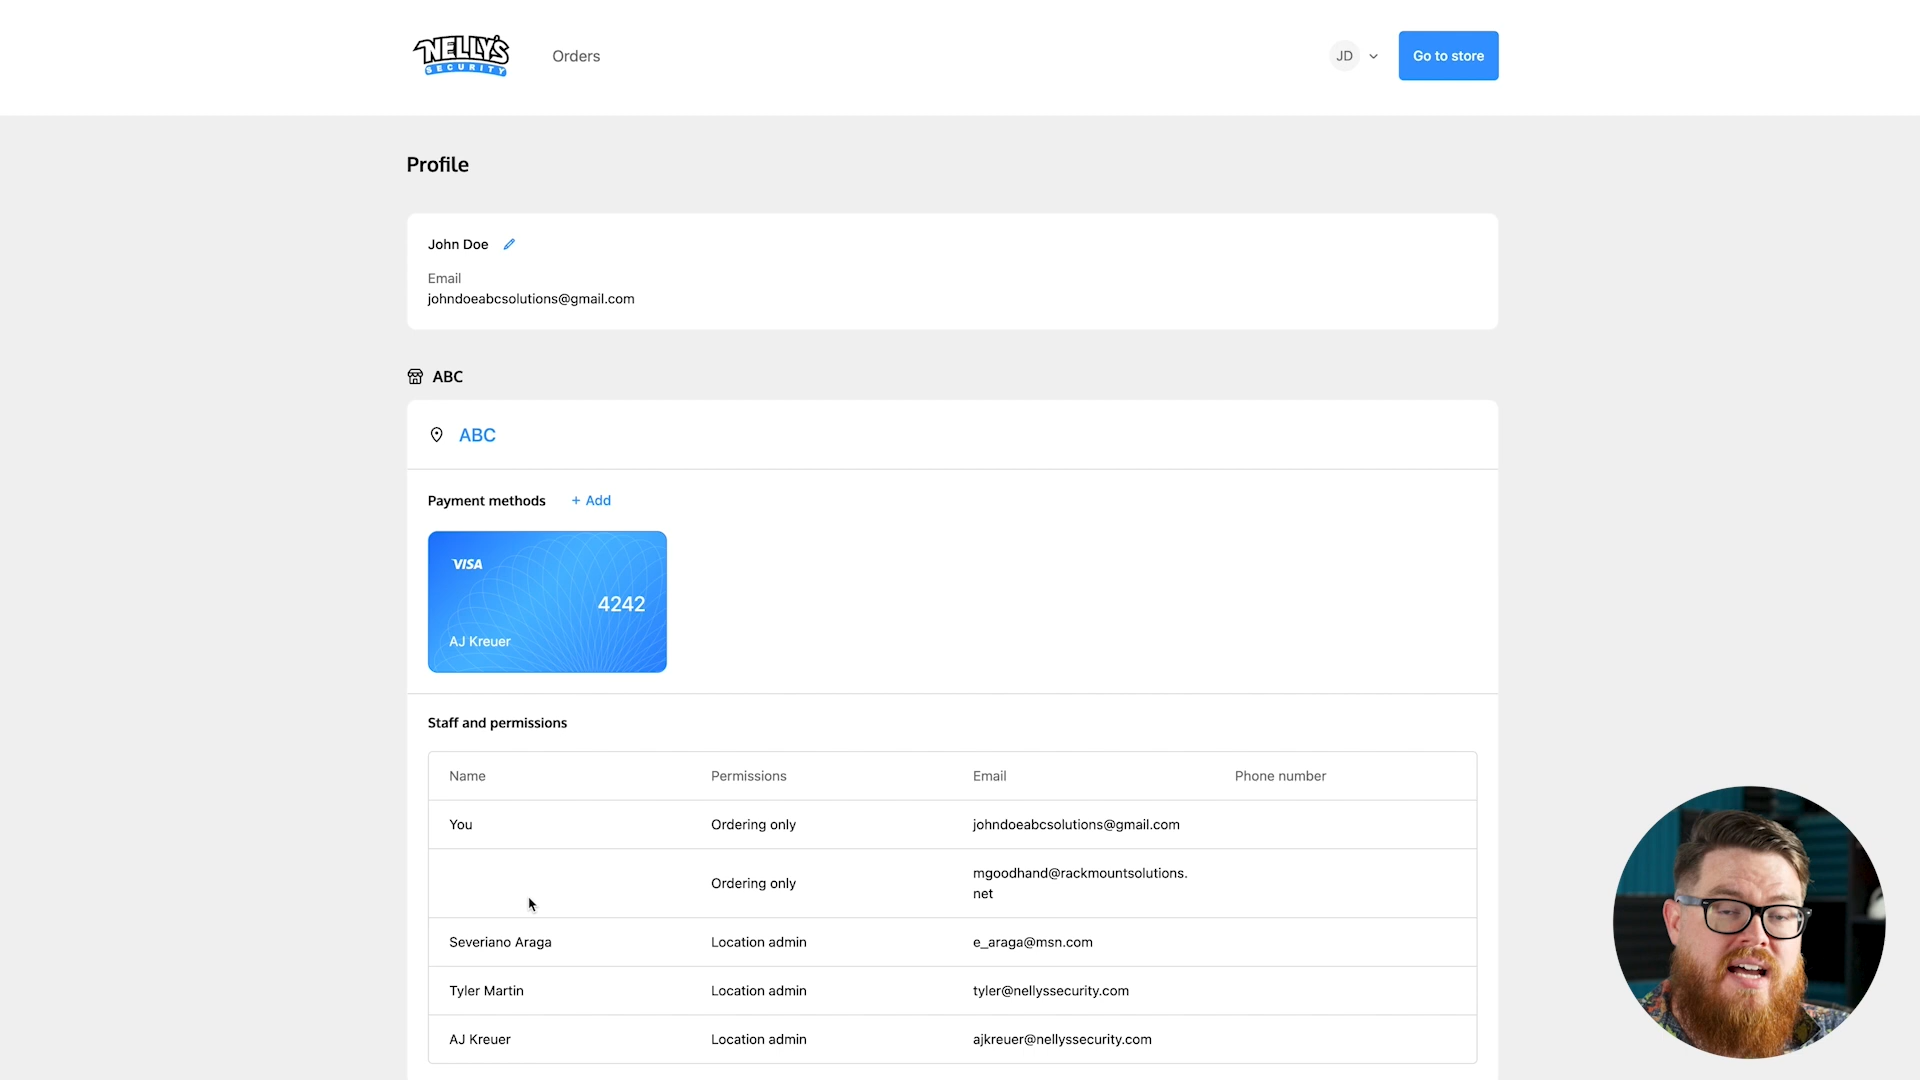 NELLY'S
SECURITY
Orders
JD
Go to store
Profile
John Doe
Email
johndoeabcsolutions@gmail.com
ABC
ABC
Payment methods
+ Add
VISA
4242
AJ Kreuer
Staff and permissions
Name Permissions Email Phone number
You Ordering only johndoeabcsolutions@gmail.com
Ordering only mgoodhand@rackmountsolutions.
net
Severiano Araga Location admin e_araga@msn.com
Tyler Martin Location admin tyler@nellyssecurity.com
AJ Kreuer Location admin ajkreuer@nellyssecurity.com